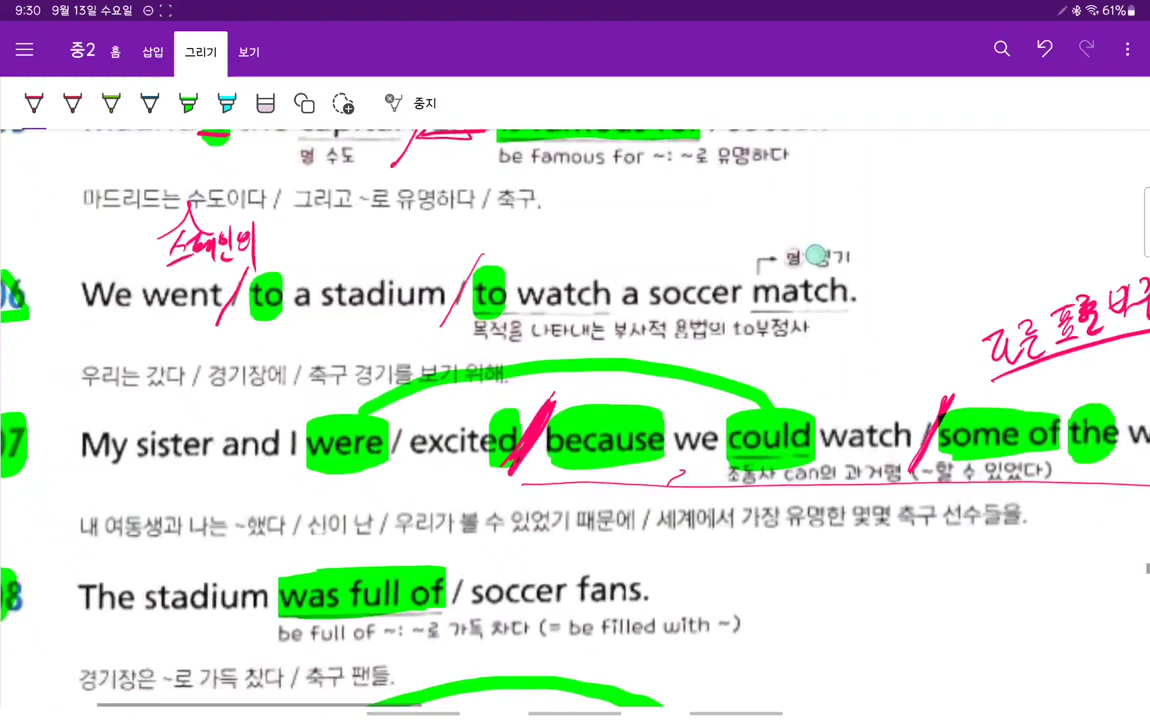 9:30 9월 13일 수요일 61%
중2 홈 삽입 그리기 보기
중지
명 수도 be famous for ~: ~로 유명하다
마드리드는 수도이다 / 그리고 ~로 유명하다 / 축구.
스페인의
명 경기
06 We went / to a stadium / to watch a soccer match.
목적을 나타내는 부사적 용법의 to부정사
우리는 갔다 / 경기장에 / 축구 경기를 보기 위해.
07 My sister and I were / excited / because we could watch / some of the w
조동사 can의 과거형 (~할 수 있었다)
내 여동생과 나는 ~했다 / 신이 난 / 우리가 볼 수 있었기 때문에 / 세계에서 가장 유명한 몇몇 축구 선수들을.
08 The stadium was full of / soccer fans.
be full of ~: ~로 가득 차다 (= be filled with ~)
경기장은 ~로 가득 찼다 / 축구 팬들.